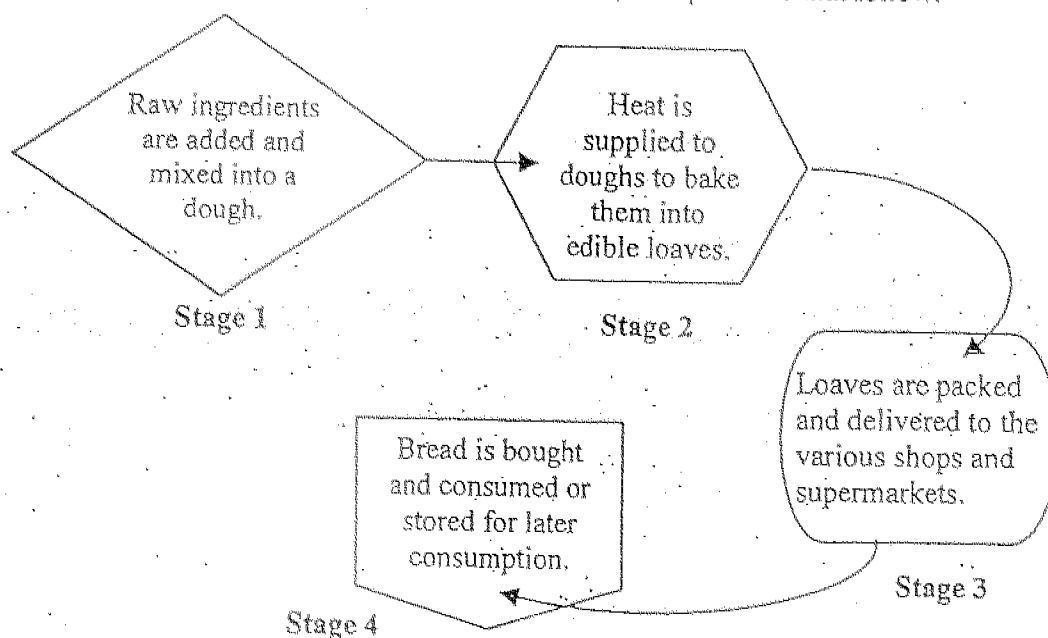 Raw ingredients
are added and
mixed into a
dough.
Stage 1
Heat is
supplied to
doughs to bake
them into
edible loaves.
Stage 2
Loaves are packed
and delivered to the
various shops and
supermarkets.
Stage 3
Bread is bought
and consumed or
stored for later
consumption.
Stage 4